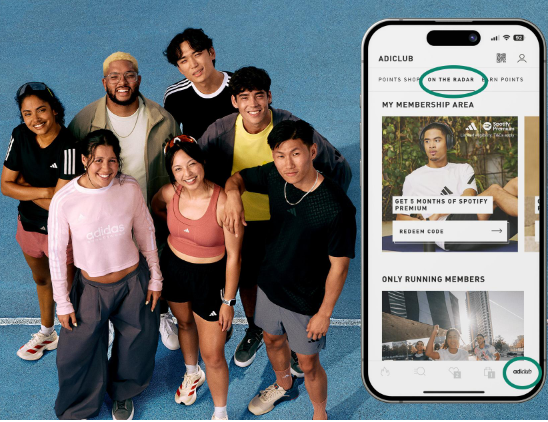 adidas
92
ADICLUB
POINTS SHOP ON THE RADAR EARN POINTS
MY MEMBERSHIP AREA
Spotify
Premium
GET 5 MONTHS OF SPOTIFY
PREMIUM
REDEEM CODE
ONLY RUNNING MEMBERS
adiclub